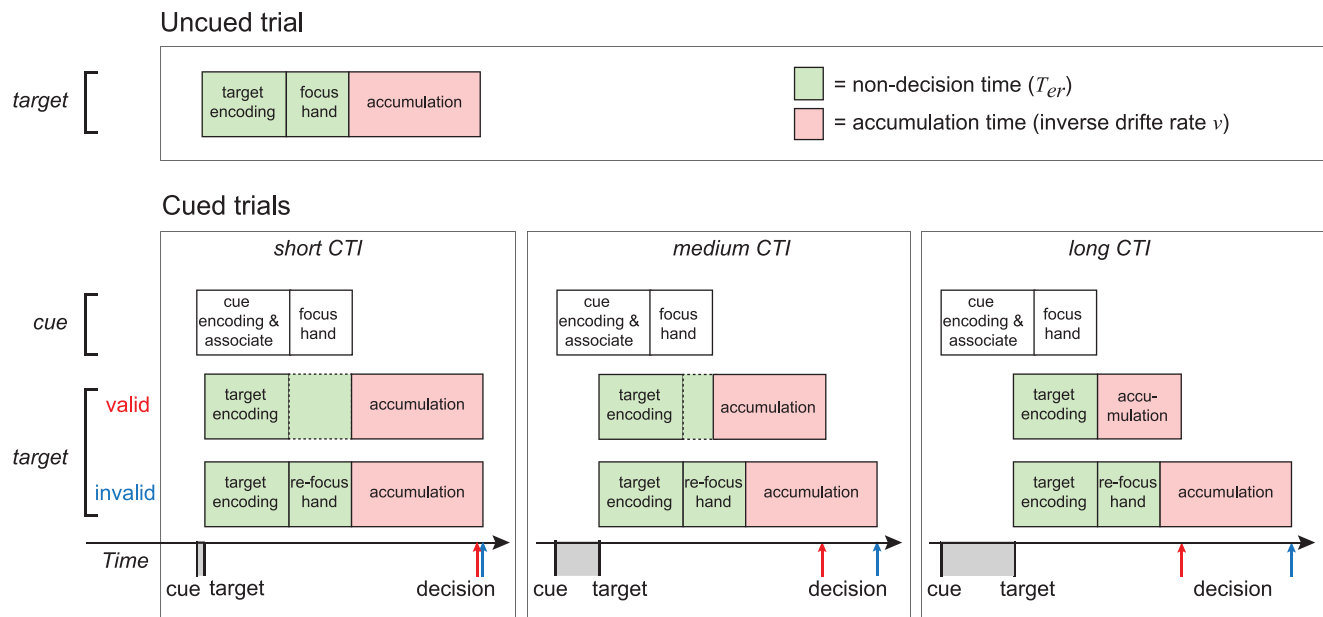 Uncued trial
target
target
encoding
focus
hand
accumulation
= non-decision time (Ter)
= accumulation time (inverse drifte rate v)
Cued trials
short CTI
medium CTI
long CTI
cue
cue
encoding &
associate
focus
hand
cue
encoding &
associate
focus
hand
cue
encoding &
associate
focus
hand
target
valid
target
encoding
accumulation
target
encoding
accumulation
target
encoding
accu-
mulation
invalid
target
encoding
re-focus
hand
accumulation
target
encoding
re-focus
hand
accumulation
target
encoding
re-focus
hand
accumulation
Time
cue
target
decision
cue
target
decision
cue
target
decision